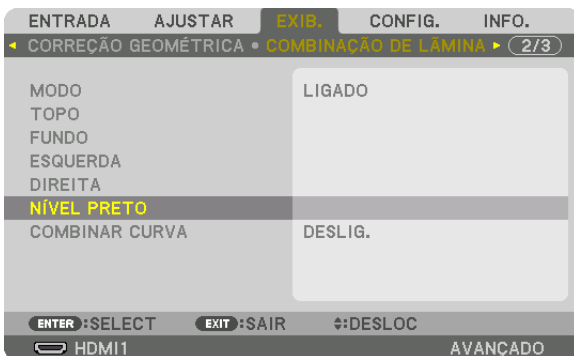 ENTRADA AJUSTAR EXIB. CONFIG. INFO.
CORREÇÃO GEOMÉTRICA • COMBINAÇÃO DE LÃMINA 2/3
MODO LIGADO
TOPO
FUNDO
ESQUERDA
DIREITA
NÍVEL PRETO
COMBINAR CURVA DESLIG.
ENTER :SELECT EXIT :SAIR :DESLOC
HDMI1 AVANÇADO